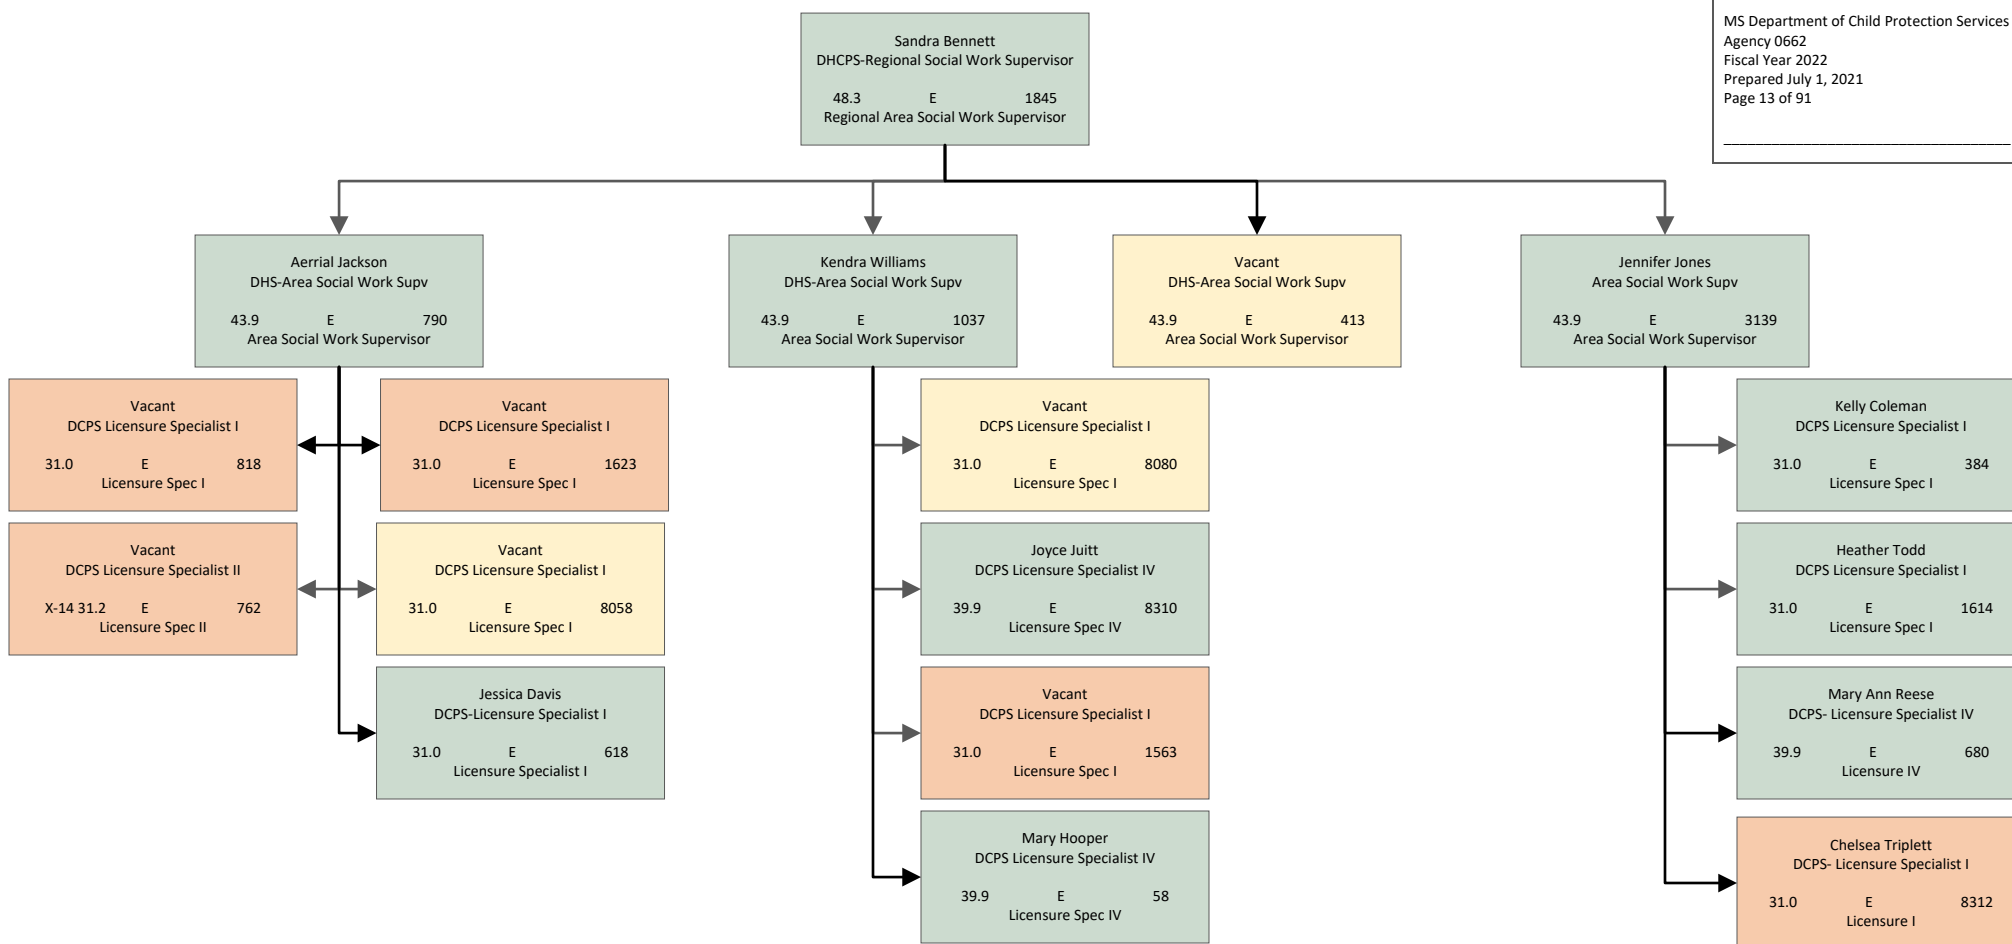 MS Department of Child Protection Services
Agency 0662
Fiscal Year 2022
Prepared July 1, 2021
Page 13 of 91
Sandra Bennett
DHCPS-Regional Social Work Supervisor
48.3 E 1845
Regional Area Social Work Supervisor
Aerrial Jackson
DHS-Area Social Work Supv
43.9 E 790
Area Social Work Supervisor
Kendra Williams
DHS-Area Social Work Supv
43.9 E 1037
Area Social Work Supervisor
Vacant
DHS-Area Social Work Supv
43.9 E 413
Area Social Work Supervisor
Jennifer Jones
Area Social Work Supv
43.9 E 3139
Area Social Work Supervisor
Vacant
DCPS Licensure Specialist I
31.0 E 818
Licensure Spec I
Vacant
DCPS Licensure Specialist I
31.0 E 1623
Licensure Spec I
Vacant
DCPS Licensure Specialist II
X-14 31.2 E 762
Licensure Spec II
Vacant
DCPS Licensure Specialist I
31.0 E 8058
Licensure Spec I
Jessica Davis
DCPS-Licensure Specialist I
31.0 E 618
Licensure Specialist I
Vacant
DCPS Licensure Specialist I
31.0 E 8080
Licensure Spec I
Joyce Juitt
DCPS Licensure Specialist IV
39.9 E 8310
Licensure Spec IV
Vacant
DCPS Licensure Specialist I
31.0 E 1563
Licensure Spec I
Mary Hooper
DCPS Licensure Specialist IV
39.9 E 58
Licensure Spec IV
Kelly Coleman
DCPS Licensure Specialist I
31.0 E 384
Licensure Spec I
Heather Todd
DCPS Licensure Specialist I
31.0 E 1614
Licensure Spec I
Mary Ann Reese
DCPS- Licensure Specialist IV
39.9 E 680
Licensure IV
Chelsea Triplett
DCPS- Licensure Specialist I
31.0 E 8312
Licensure I